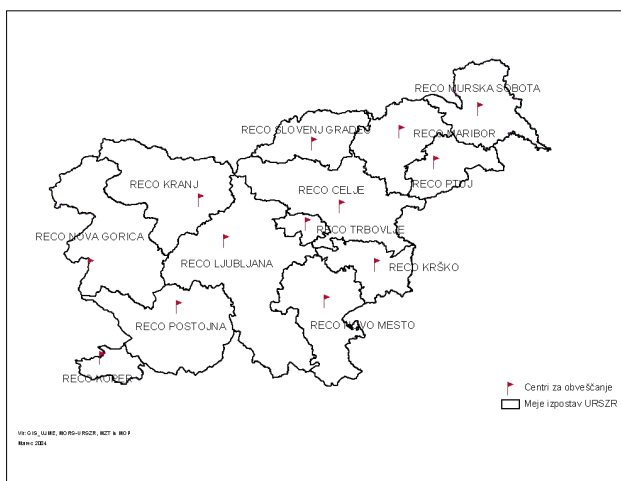 RECO MURSKA SOBOTA
RECO SLOVENJ GRADEC
RECO MARIBOR
RECO KRANJ
RECO CELJE
RECO PTUJ
RECO NOVA GORICA
RECO TRBOVLJE
RECO LJUBLJANA
RECO KRŠKO
RECO POSTOJNA
RECO NOVO MESTO
RECO KOPER
Centri za obveščanje
Meje izpostav URSZR
Vir: GIS_UJME, MORS-URSZR, MZT in MOP
Marec 2004